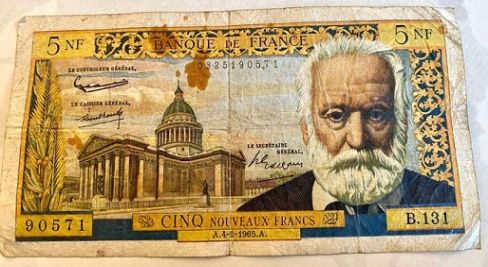 5 NF BANQUE DE FRANCE 5 NF
0325190571
LE CONTROLEUR GÉNÉRAL,
LE CAISSIER GÉNÉRAL,
LE SECRÉTAIRE
GÉNÉRAL,
90571 CINQ NOUVEAUX FRANCS B.131
A.4-2-1965.A.